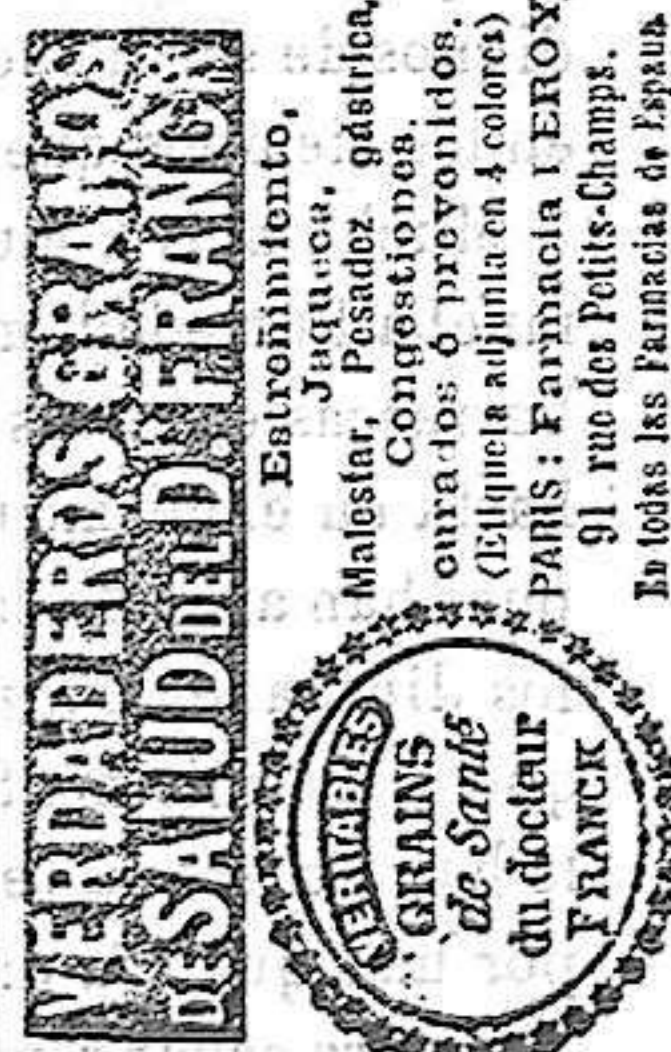 VERDADEROS GRANOS
DE SALUD DEL D.R FRANCK
VERITABLES
GRAINS
de Santé
du docteur
FRANCK
Estroñimiento,
Jaqueca,
Malestar, Pesadez gástrica,
Congestiones.
curados ó prevenidos.
(Etiqueta adjunta en 4 colores)
PARIS: Farmacia LEROY
91. rue des Petits-Champs.
En todas las Farmacias de España